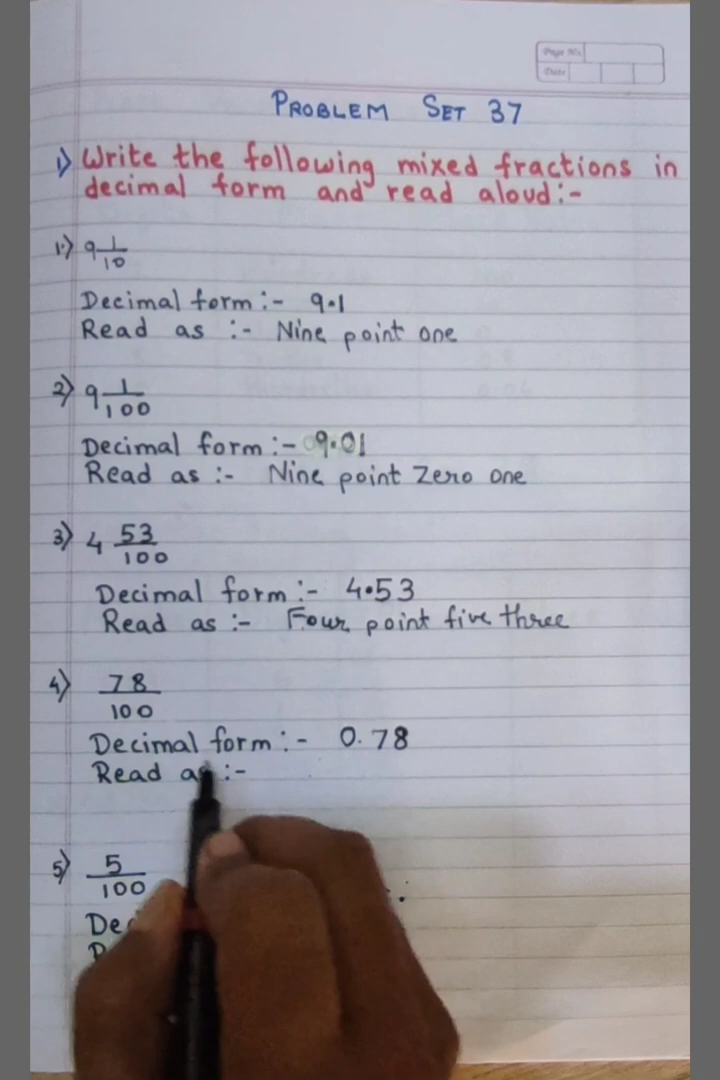 Page No.
Date
PROBLEM SET 37
1) Write the following mixed fractions in
decimal form and read aloud:-
1) 9 1/10
Decimal form :- 9.1
Read as :- Nine point one
2) 9 1/100
Decimal form :- 9.01
Read as :- Nine point Zero one
3) 4 53/100
Decimal form :- 4.53
Read as :- Four point five three
4) 78/100
Decimal form :- 0.78
Read as :-
5) 5/100